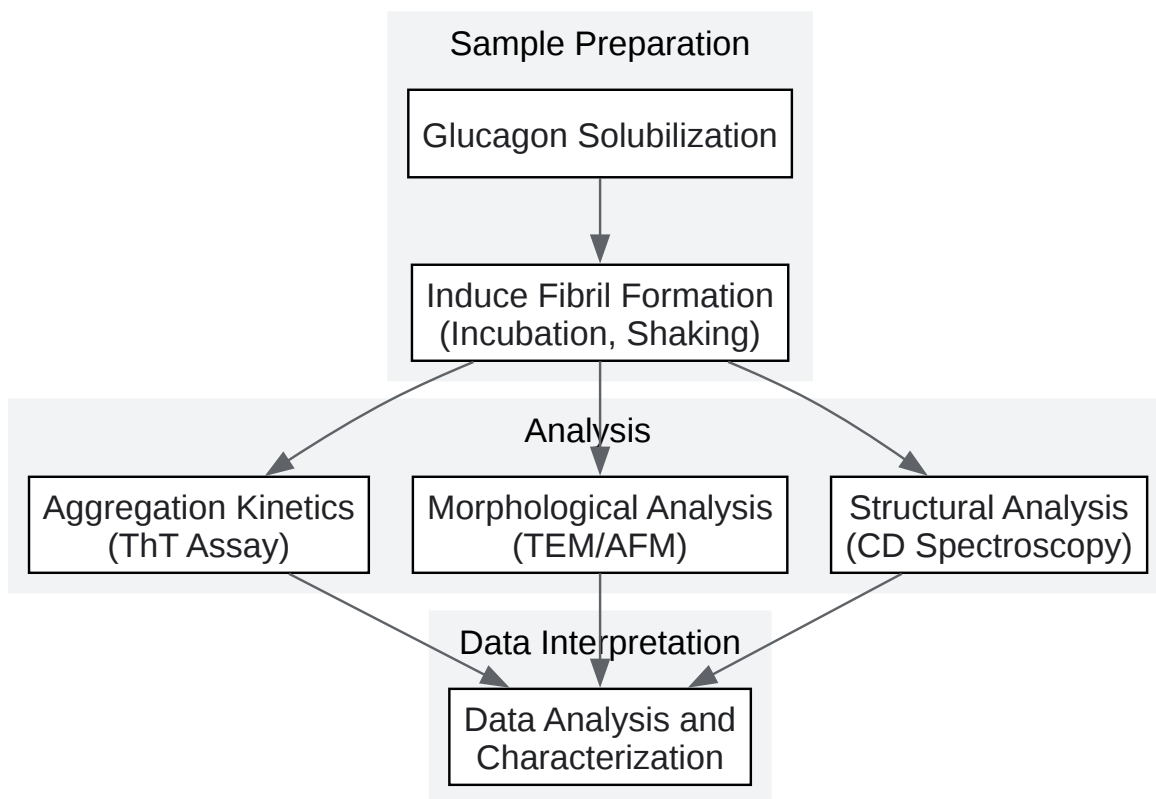 Sample Preparation
Glucagon Solubilization
Induce Fibril Formation
(Incubation, Shaking)
Analysis
Aggregation Kinetics
(ThT Assay)
Morphological Analysis
(TEM/AFM)
Structural Analysis
(CD Spectroscopy)
Data Interpretation
Data Analysis and
Characterization